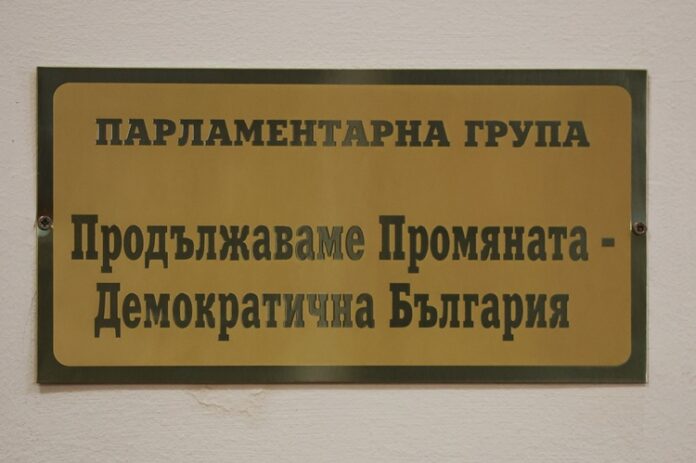 ПАРЛАМЕНТАРНА ГРУПА
Продължаваме Промяната -
Демократична България